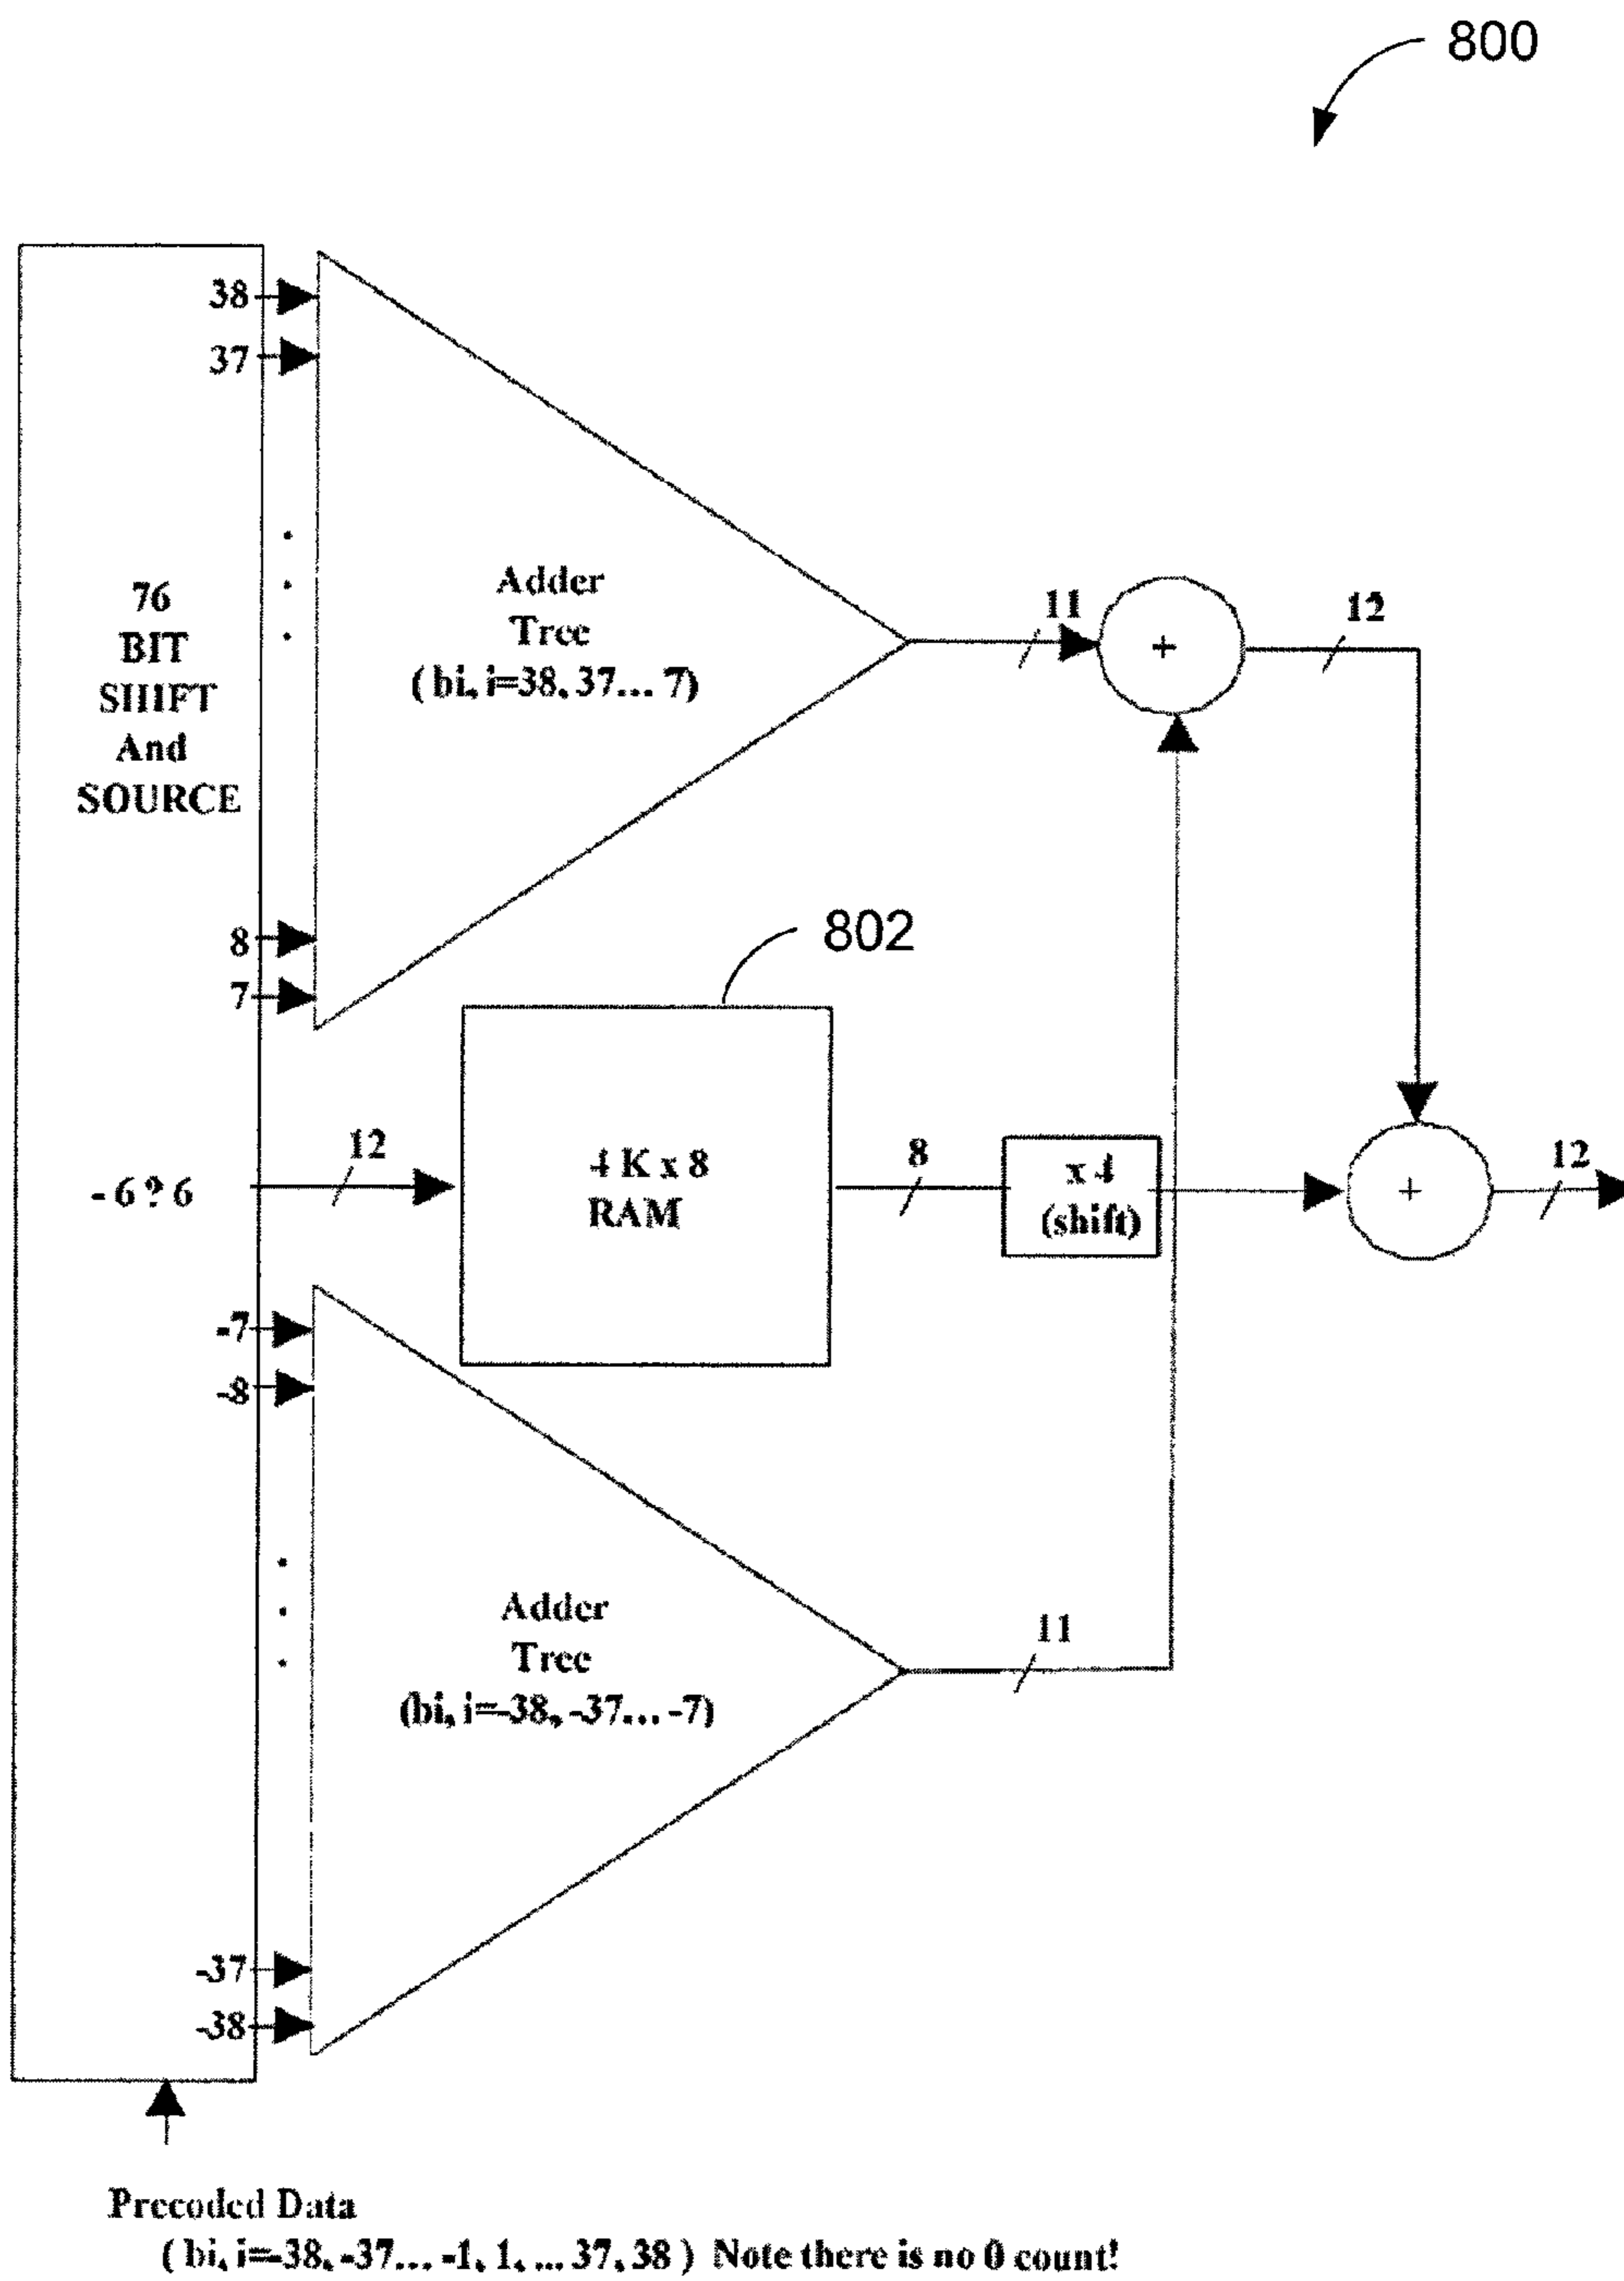 800
38
37
76
BIT
SHIFT
And
SOURCE
Adder
Tree
( bi, i=38, 37... 7)
11
+
12
8
7
802
- 6 ? 6
12
4 K x 8
RAM
8
x 4
(shift)
+
12
-7
-8
Adder
Tree
(bi, i=-38, -37... -7)
11
-37
-38
Precoded Data
( bi, i=-38, -37... -1, 1, ... 37, 38 ) Note there is no 0 count!